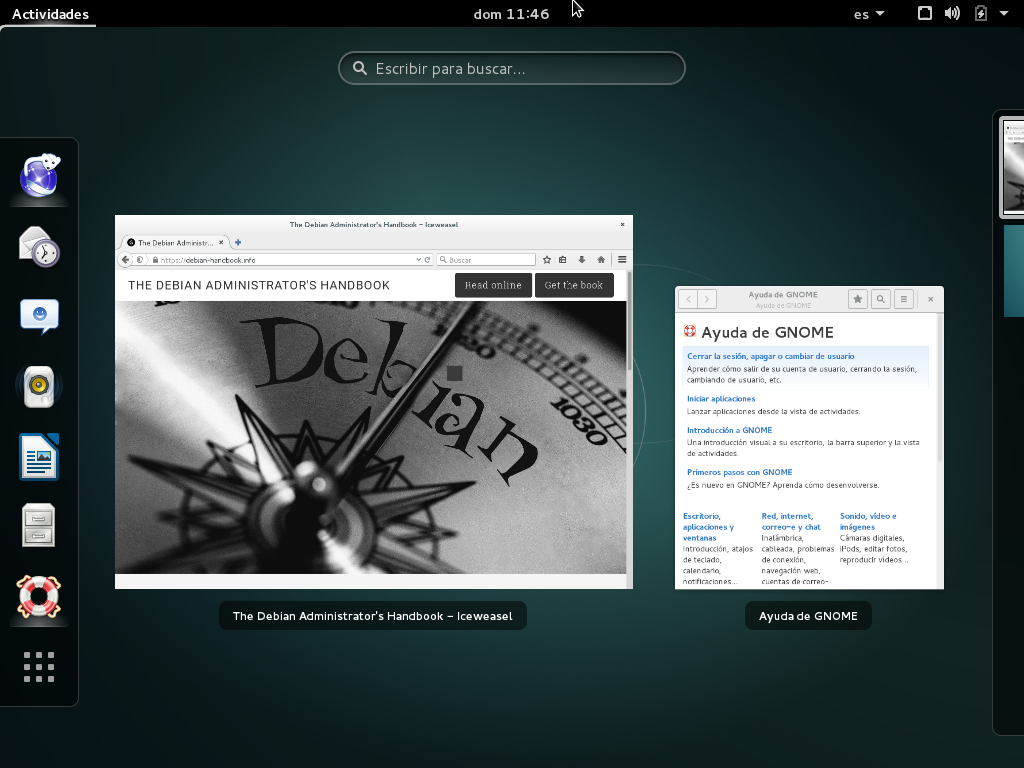 Actividades
dom 11:46
es
Escribir para buscar...
The Debian Administrator's Handbook - Iceweasel
The Debian Administr...
https://debian-handbook.info
Buscar
THE DEBIAN ADMINISTRATOR'S HANDBOOK
Read online
Get the book
Debian
1030
The Debian Administrator's Handbook - Iceweasel
Ayuda de GNOME
Ayuda de GNOME
Ayuda de GNOME
Cerrar la sesión, apagar o cambiar de usuario
Aprender cómo salir de su cuenta de usuario, cerrando la sesión,
cambiando de usuario, etc.
Iniciar aplicaciones
Lanzar aplicaciones desde la vista de actividades.
Introducción a GNOME
Una introducción visual a su escritorio, la barra superior y la vista
de actividades.
Primeros pasos con GNOME
¿Es nuevo en GNOME? Aprenda cómo desenvolverse.
Escritorio,
aplicaciones y
ventanas
Introducción, atajos
de teclado,
calendario,
notificaciones...
Red, internet,
correo-e y chat
Inalámbrica,
cableada, problemas
de conexión,
navegación web,
cuentas de correo-
Sonido, vídeo e
imágenes
Cámaras digitales,
iPods, editar fotos,
reproducir vídeos...
Ayuda de GNOME